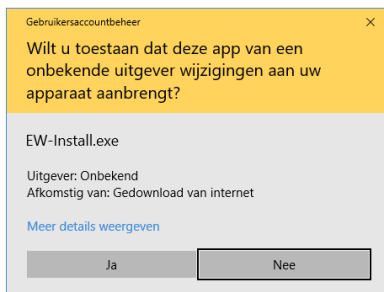 Gebruikersaccountbeheer
Wilt u toestaan dat deze app van een
onbekende uitgever wijzigingen aan uw
apparaat aanbrengt?
EW-Install.exe
Uitgever: Onbekend
Afkomstig van: Gedownload van internet
Meer details weergeven
Ja
Nee